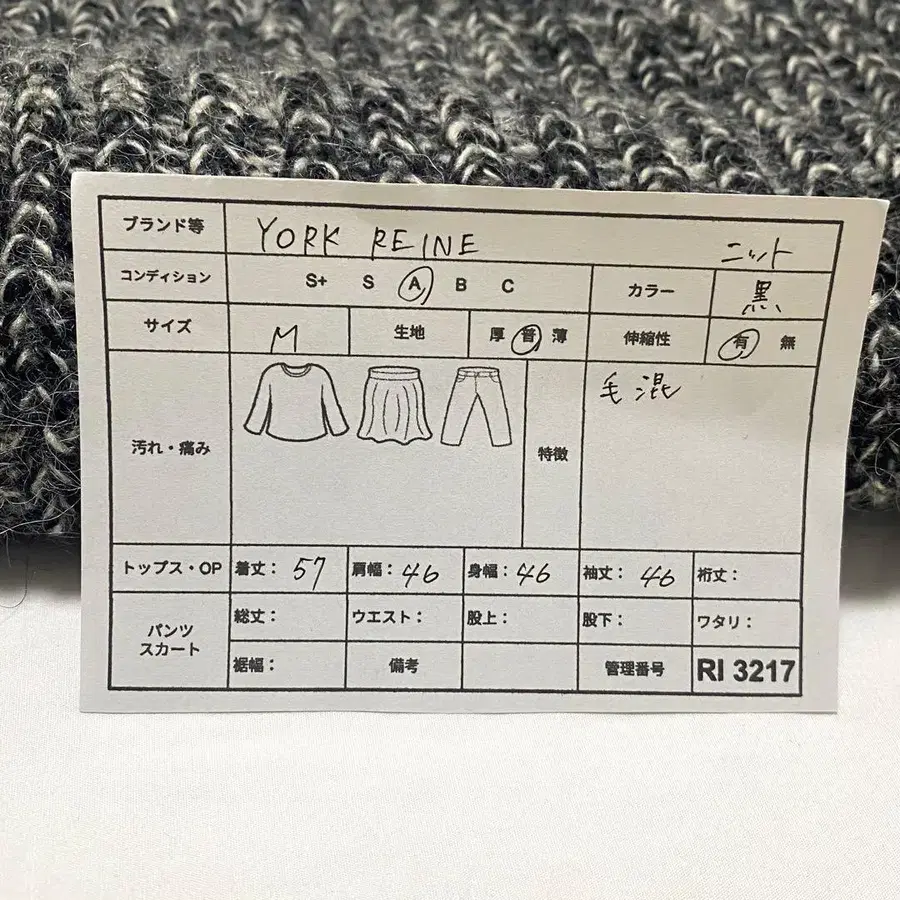 ブランド等 YORK REINE ニット
コンディション S+ S A B C カラー 黒
サイズ M 生地 厚 普 薄 伸縮性 有 無
汚れ・痛み 特徴 毛混
トップス・OP 着丈: 57 肩幅: 46 身幅: 46 袖丈: 46 裄丈:
パンツ スカート 総丈: ウエスト: 股上: 股下: ワタリ:
裾幅: 備考 管理番号 RI 3217